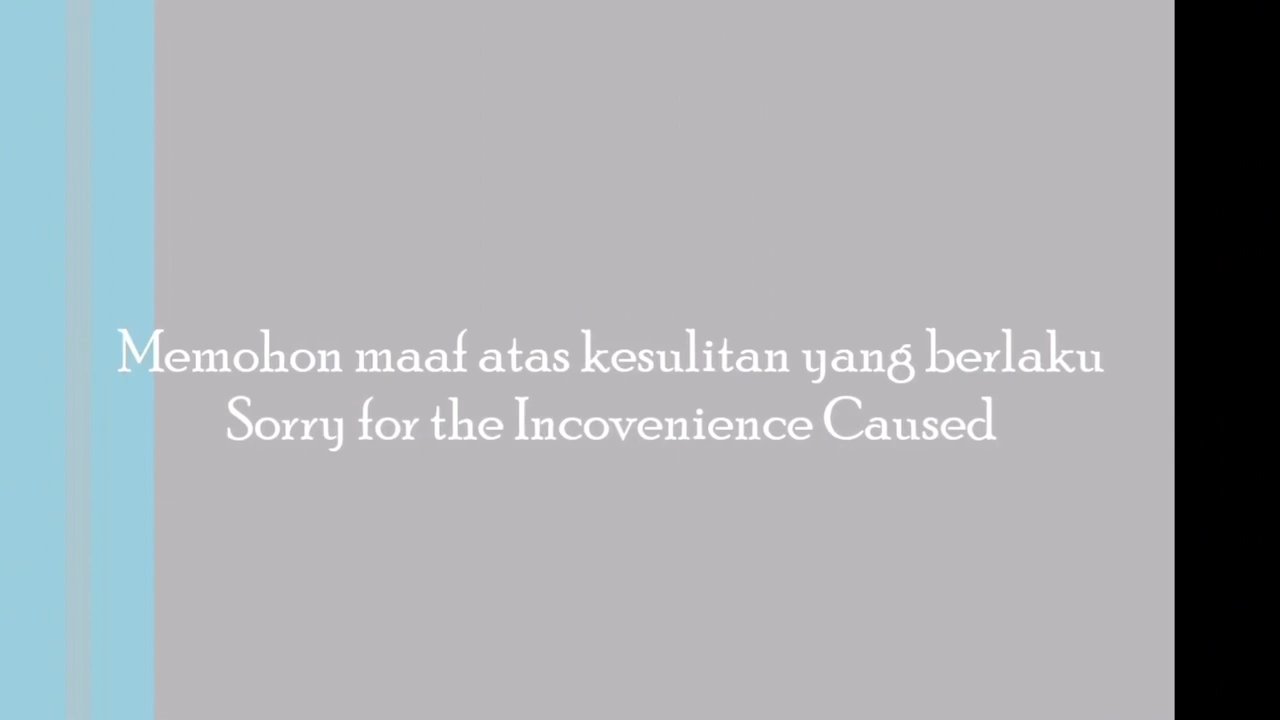 Memohon maaf atas kesulitan yang berlaku
Sorry for the Incovenience Caused